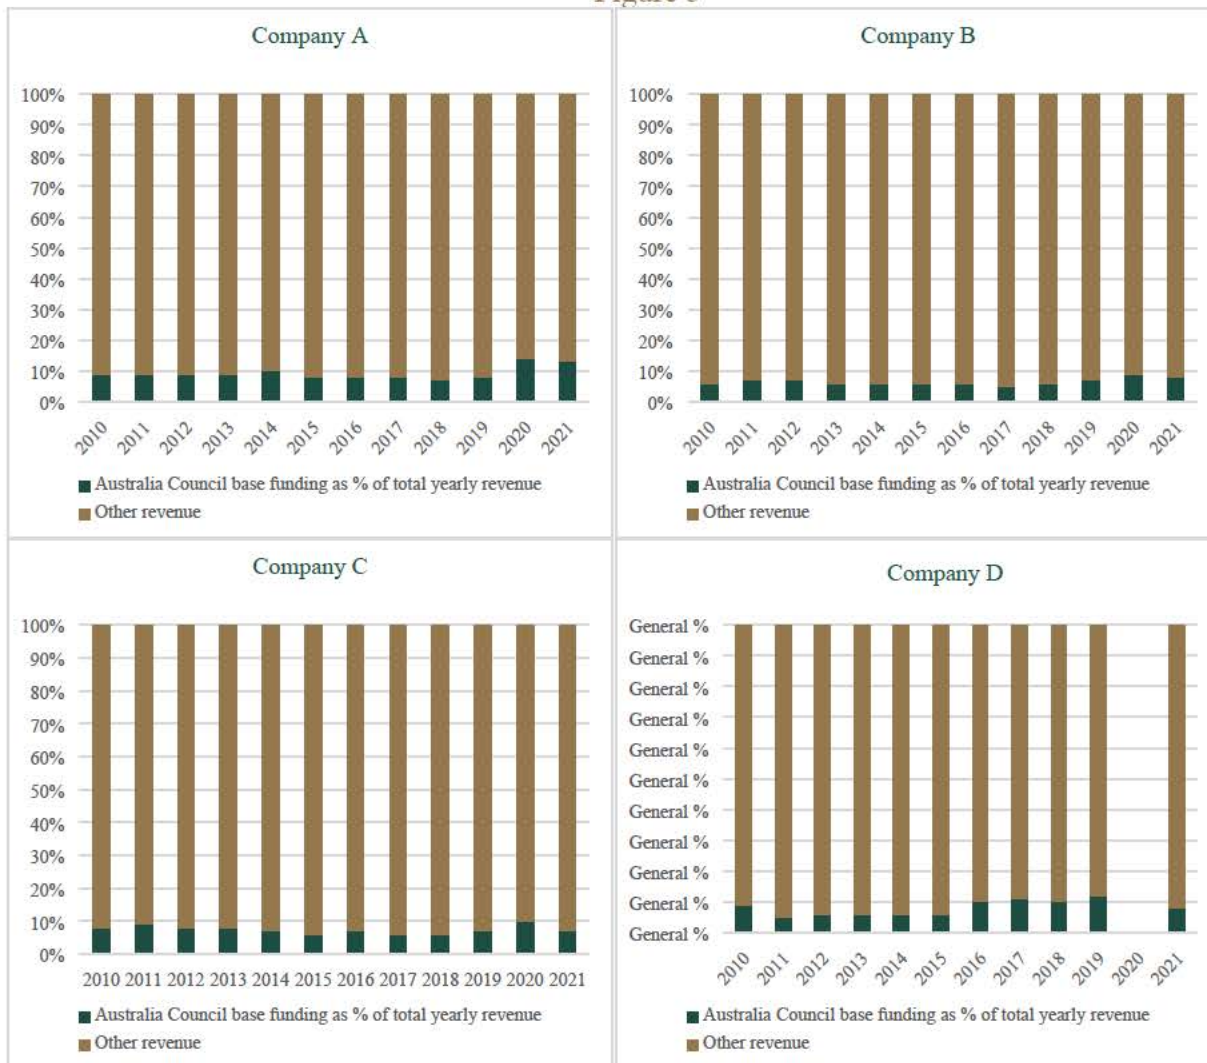 Company A
100%
90%
80%
70%
60%
50%
40%
30%
20%
10%
0%
2010 2011 2012 2013 2014 2015 2016 2017 2018 2019 2020 2021
Australia Council base funding as % of total yearly revenue
Other revenue
Company B
100%
90%
80%
70%
60%
50%
40%
30%
20%
10%
0%
2010 2011 2012 2013 2014 2015 2016 2017 2018 2019 2020 2021
Australia Council base funding as % of total yearly revenue
Other revenue
Company C
100%
90%
80%
70%
60%
50%
40%
30%
20%
10%
0%
2010 2011 2012 2013 2014 2015 2016 2017 2018 2019 2020 2021
Australia Council base funding as % of total yearly revenue
Other revenue
Company D
General %
General %
General %
General %
General %
General %
General %
General %
General %
General %
General %
2010 2011 2012 2013 2014 2015 2016 2017 2018 2019 2020 2021
Australia Council base funding as % of total yearly revenue
Other revenue